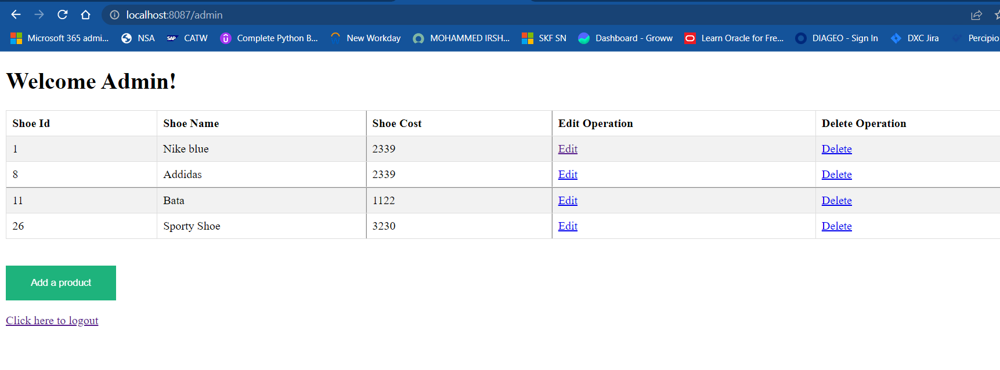 localhost:8087/admin
Microsoft 365 admi... NSA SAP CATW Complete Python B... New Workday MOHAMMED IRSH... SKF SN Dashboard - Groww Learn Oracle for Fre... DIAGEO - Sign In DXC Jira Percipio
Welcome Admin!
Shoe Id Shoe Name Shoe Cost Edit Operation Delete Operation
1 Nike blue 2339 Edit Delete
8 Addidas 2339 Edit Delete
11 Bata 1122 Edit Delete
26 Sporty Shoe 3230 Edit Delete
Add a product
Click here to logout